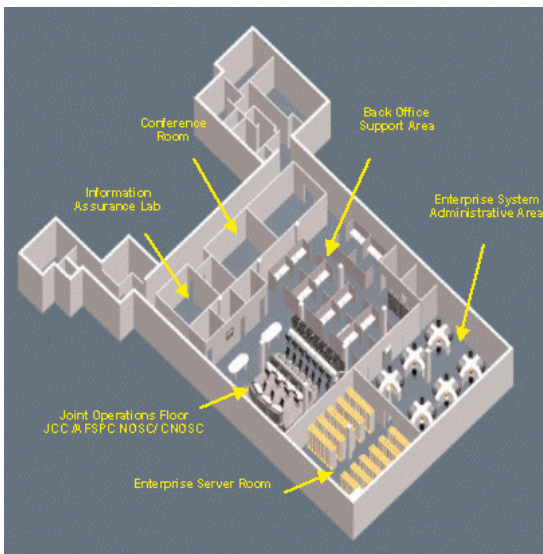 Conference
Room
Back Office
Support Area
Information
Assurance Lab
Enterprise System
Administrative Area
Joint Operations Floor
JCC /AFSPC NOSC/ CNOSC
Enterprise Server Room